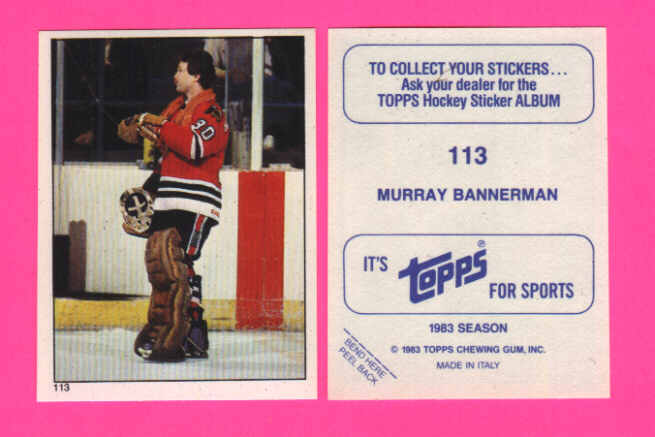 30
113
TO COLLECT YOUR STICKERS...
Ask your dealer for the
TOPPS Hockey Sticker ALBUM
113
MURRAY BANNERMAN
IT'S
topps®
FOR SPORTS
1983 SEASON
© 1983 TOPPS CHEWING GUM, INC.
MADE IN ITALY
BEND HERE
PEEL BACK